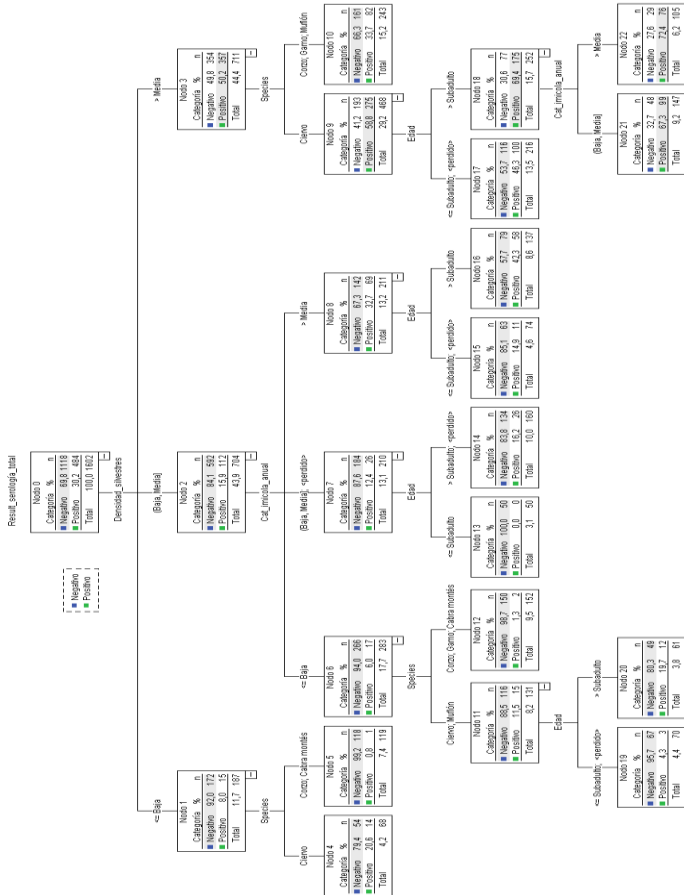 Result_serología_total
Negativo
Positivo
Nodo 0
Categoría % n
Negativo 69,8 1118
Positivo 30,2 484
Total 100,0 1602
Densidad_silvestres
<= Baja
(Baja, Media]
> Media
Nodo 1
Categoría % n
Negativo 92,0 172
Positivo 8,0 15
Total 11,7 187
Nodo 2
Categoría % n
Negativo 84,1 592
Positivo 15,9 112
Total 43,9 704
Nodo 3
Categoría % n
Negativo 49,8 354
Positivo 50,2 357
Total 44,4 711
Species
Cat_irnicola_anual
Species
Ciervo
Corzo; Cabra montés
<= Baja
(Baja, Media]; <perdido>
> Media
Ciervo
Corzo; Gamo; Muflón
Nodo 4
Categoría % n
Negativo 79,4 54
Positivo 20,6 14
Total 4,2 68
Nodo 5
Categoría % n
Negativo 99,2 118
Positivo 0,8 1
Total 7,4 119
Nodo 6
Categoría % n
Negativo 94,0 266
Positivo 6,0 17
Total 17,7 283
Nodo 7
Categoría % n
Negativo 87,6 184
Positivo 12,4 26
Total 13,1 210
Nodo 8
Categoría % n
Negativo 67,3 142
Positivo 32,7 69
Total 13,2 211
Nodo 9
Categoría % n
Negativo 41,2 193
Positivo 58,8 275
Total 29,2 468
Nodo 10
Categoría % n
Negativo 66,3 161
Positivo 33,7 82
Total 15,2 243
Species
Edad
Edad
Edad
Ciervo; Muflón
Corzo; Gamo; Cabra montés
<= Subadulto
> Subadulto; <perdido>
<= Subadulto; <perdido>
> Subadulto
<= Subadulto; <perdido>
> Subadulto
Nodo 11
Categoría % n
Negativo 88,5 116
Positivo 11,5 15
Total 8,2 131
Nodo 12
Categoría % n
Negativo 98,7 150
Positivo 1,3 2
Total 9,5 152
Nodo 13
Categoría % n
Negativo 100,0 50
Positivo 0,0 0
Total 3,1 50
Nodo 14
Categoría % n
Negativo 83,8 134
Positivo 16,2 26
Total 10,0 160
Nodo 15
Categoría % n
Negativo 85,1 63
Positivo 14,9 11
Total 4,6 74
Nodo 16
Categoría % n
Negativo 57,7 79
Positivo 42,3 58
Total 8,6 137
Nodo 17
Categoría % n
Negativo 53,7 116
Positivo 46,3 100
Total 13,5 216
Nodo 18
Categoría % n
Negativo 30,6 77
Positivo 69,4 175
Total 15,7 252
Edad
Cat_irnicola_anual
<= Subadulto; <perdido>
> Subadulto
(Baja, Media]
> Media
Nodo 19
Categoría % n
Negativo 95,7 67
Positivo 4,3 3
Total 4,4 70
Nodo 20
Categoría % n
Negativo 80,3 49
Positivo 19,7 12
Total 3,8 61
Nodo 21
Categoría % n
Negativo 32,7 48
Positivo 67,3 99
Total 9,2 147
Nodo 22
Categoría % n
Negativo 27,6 29
Positivo 72,4 76
Total 6,2 105